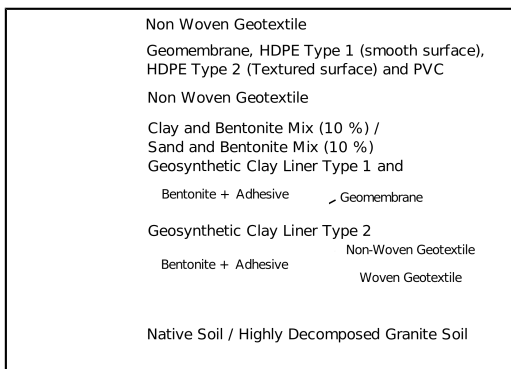 Non Woven Geotextile
Geomembrane, HDPE Type 1 (smooth surface),
HDPE Type 2 (Textured surface) and PVC
Non Woven Geotextile
Clay and Bentonite Mix (10 %) /
Sand and Bentonite Mix (10 %)
Geosynthetic Clay Liner Type 1 and
Bentonite + Adhesive
Geomembrane
Geosynthetic Clay Liner Type 2
Non-Woven Geotextile
Bentonite + Adhesive
Woven Geotextile
Native Soil / Highly Decomposed Granite Soil